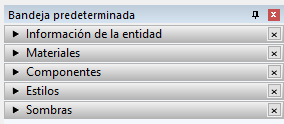 Bandeja predeterminada
Información de la entidad
Materiales
Componentes
Estilos
Sombras